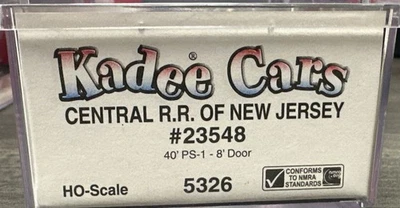 Kadee® Cars
CENTRAL R.R. OF NEW JERSEY
#23548
40' PS-1 - 8' Door
HO-Scale 5326
CONFORMS
TO NMRA
STANDARDS